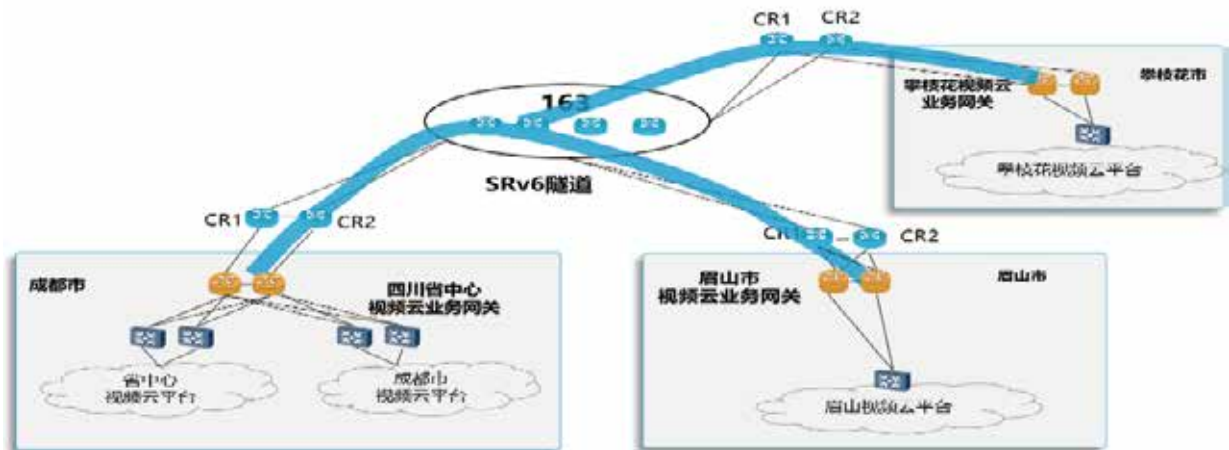 CR1
CR2
攀枝花市
攀枝花视频云
业务网关
163
攀枝花视频云平台
SRv6隧道
CR1
CR2
CR1
CR2
成都市
四川省中心
视频云业务网关
眉山市
视频云业务网关
眉山市
省中心
视频云平台
成都市
视频云平台
眉山视频云平台